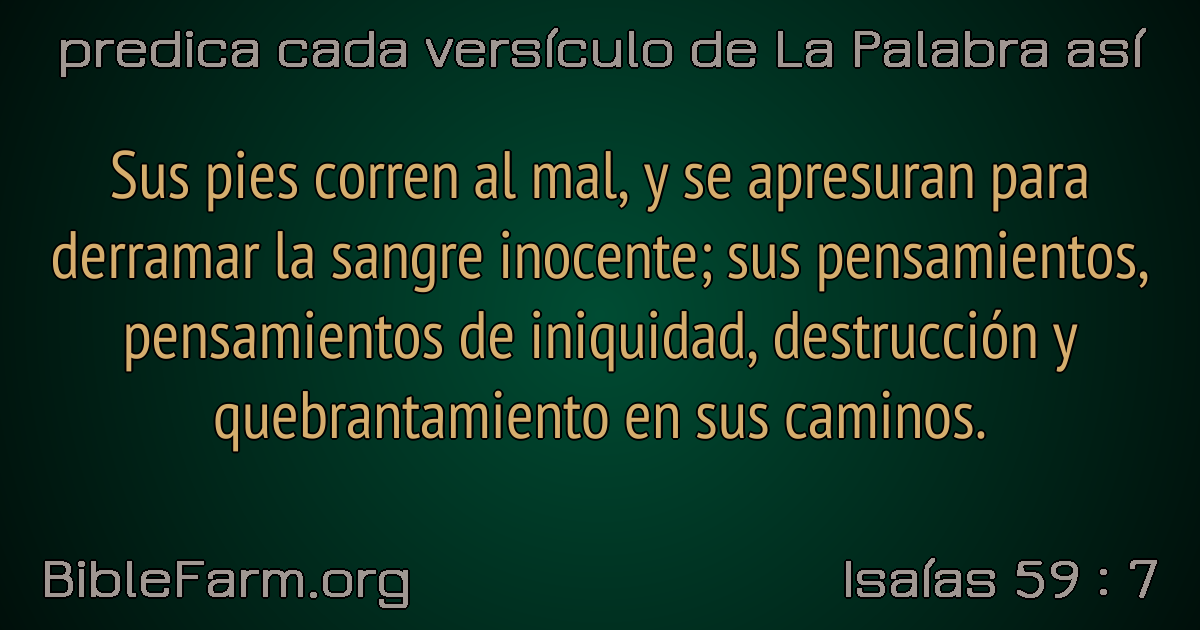 predica cada versículo de La Palabra así
Sus pies corren al mal, y se apresuran para
derramar la sangre inocente; sus pensamientos,
pensamientos de iniquidad, destrucción y
quebrantamiento en sus caminos.
BibleFarm.org
Isaías 59 : 7